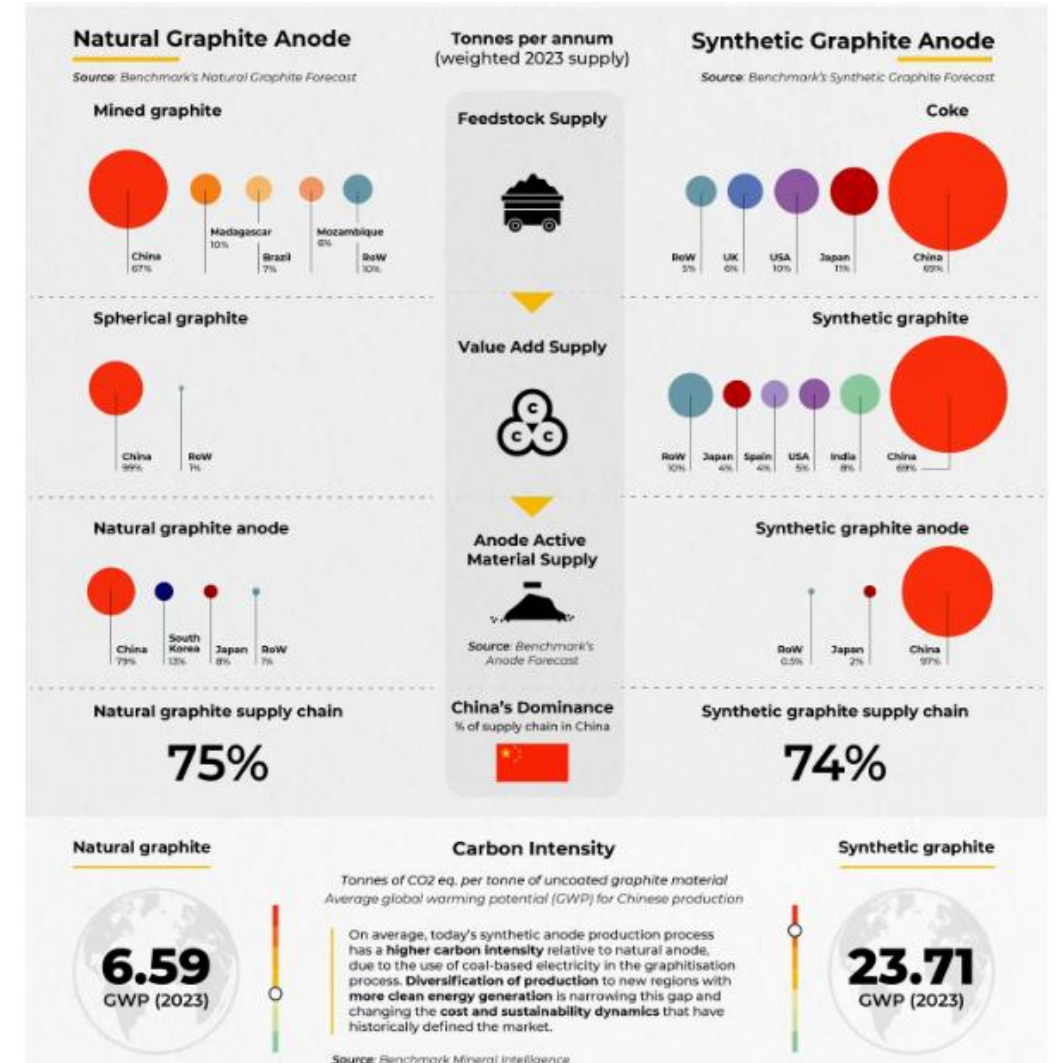 Natural Graphite Anode
Source: Benchmark's Natural Graphite Forecast
Tonnes per annum
(weighted 2023 supply)
Synthetic Graphite Anode
Source: Benchmark's Synthetic Graphite Forecast
Mined graphite
China
67%
Madagascar
10%
Brazil
7%
Mozambique
6%
RoW
10%
Feedstock Supply
Coke
RoW
5%
UK
6%
USA
10%
Japan
11%
China
69%
Spherical graphite
China
99%
RoW
1%
Value Add Supply
C
C C
Synthetic graphite
RoW
10%
Japan
4%
Spain
4%
USA
5%
India
8%
China
69%
Natural graphite anode
China
79%
South
Korea
13%
Japan
8%
RoW
1%
Anode Active
Material Supply
Source: Benchmark's
Anode Forecast
Synthetic graphite anode
RoW
0.5%
Japan
2%
China
97%
Natural graphite supply chain
75%
China's Dominance
% of supply chain in China
Synthetic graphite supply chain
74%
Natural graphite
6.59
GWP (2023)
Carbon Intensity
Tonnes of CO2 eq. per tonne of uncoated graphite material
Average global warming potential (GWP) for Chinese production
On average, today's synthetic anode production process
has a higher carbon intensity relative to natural anode,
due to the use of coal-based electricity in the graphitisation
process. Diversification of production to new regions with
more clean energy generation is narrowing this gap and
changing the cost and sustainability dynamics that have
historically defined the market.
Source: Benchmark Mineral Intelligence
Synthetic graphite
23.71
GWP (2023)